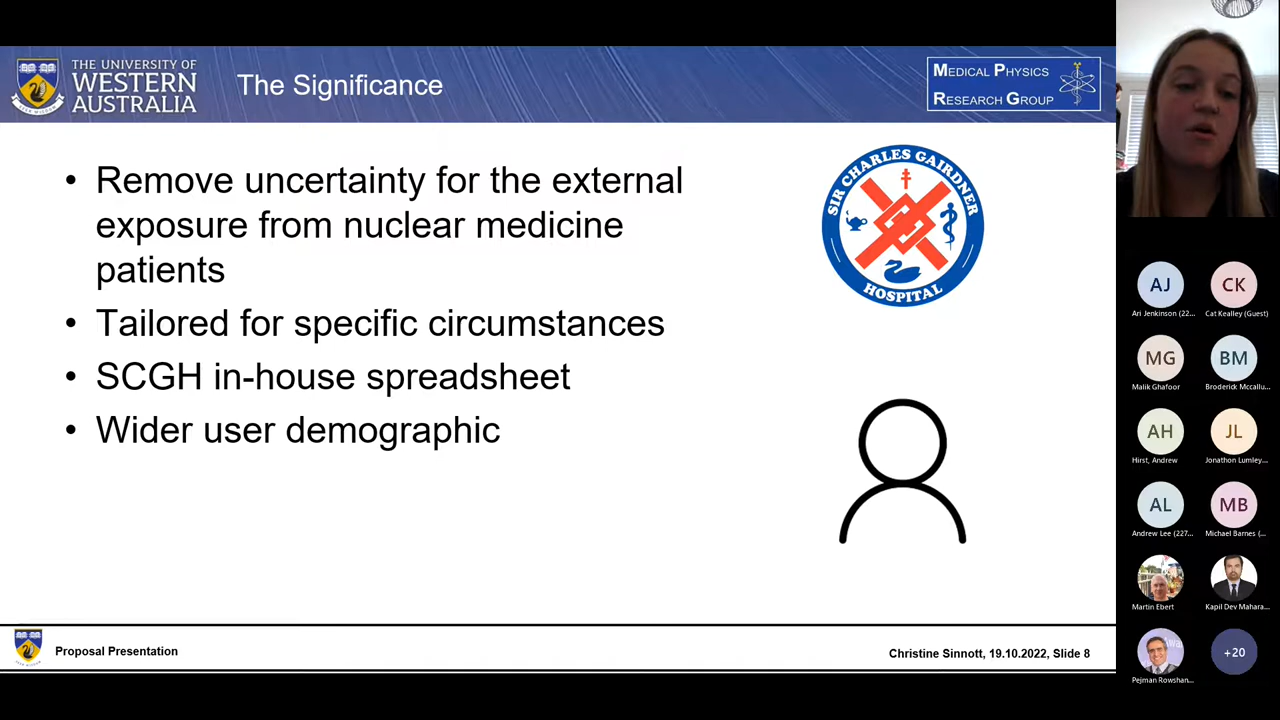 THE UNIVERSITY OF
WESTERN
AUSTRALIA
The Significance
MEDICAL PHYSICS
RESEARCH GROUP
• Remove uncertainty for the external
exposure from nuclear medicine
patients
• Tailored for specific circumstances
• SCGH in-house spreadsheet
• Wider user demographic
SIR CHARLES GAIRDNER
HOSPITAL
Proposal Presentation
Christine Sinnott, 19.10.2022, Slide 8
AJ
CK
Ari Jenkinson (22...
Cat Kealley (Guest)
MG
BM
Malik Ghafoor
Broderick Mccallu...
AH
JL
Hirst, Andrew
Jonathon Lumley...
AL
MB
Andrew Lee (227...
Michael Barnes (...
Martin Ebert
Kapil Dev Mahara...
+20
Pejman Rowshan...